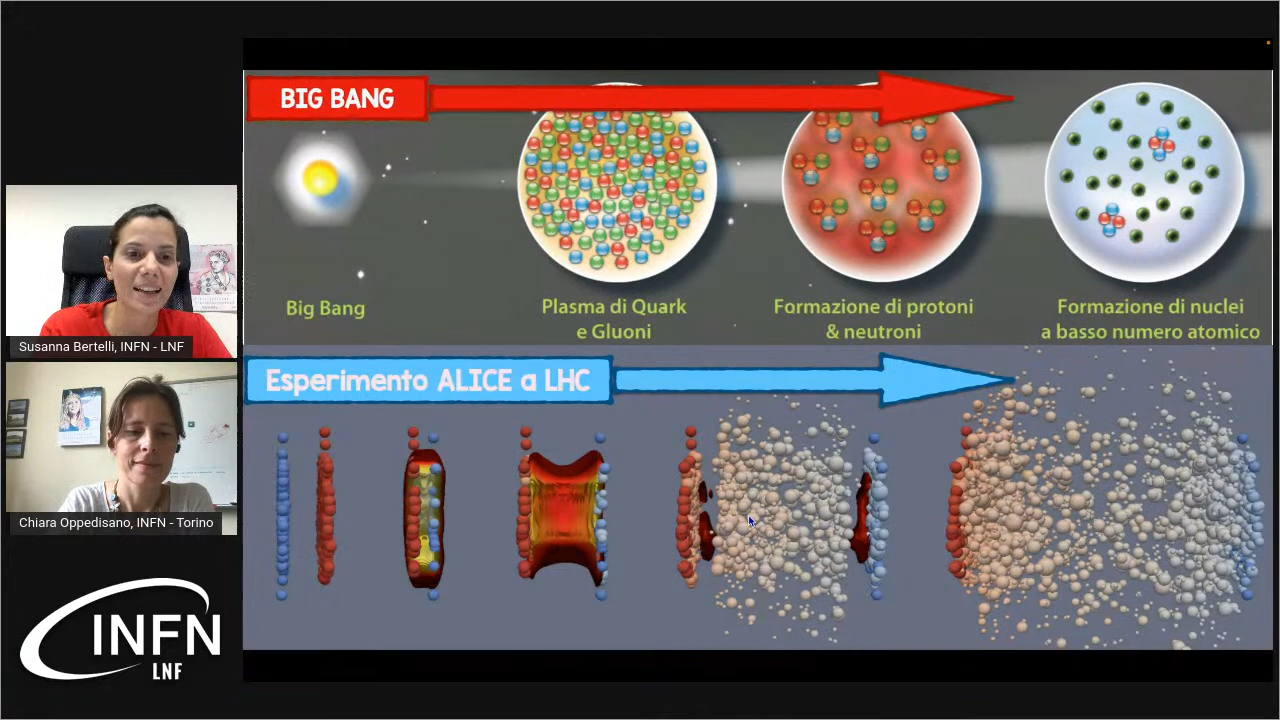 BIG BANG
Big Bang
Plasma di Quark
e Gluoni
Formazione di protoni
& neutroni
Formazione di nuclei
a basso numero atomico
Esperimento ALICE a LHC
Susanna Bertelli, INFN - LNF
Chiara Oppedisano, INFN - Torino
INFN
LNF